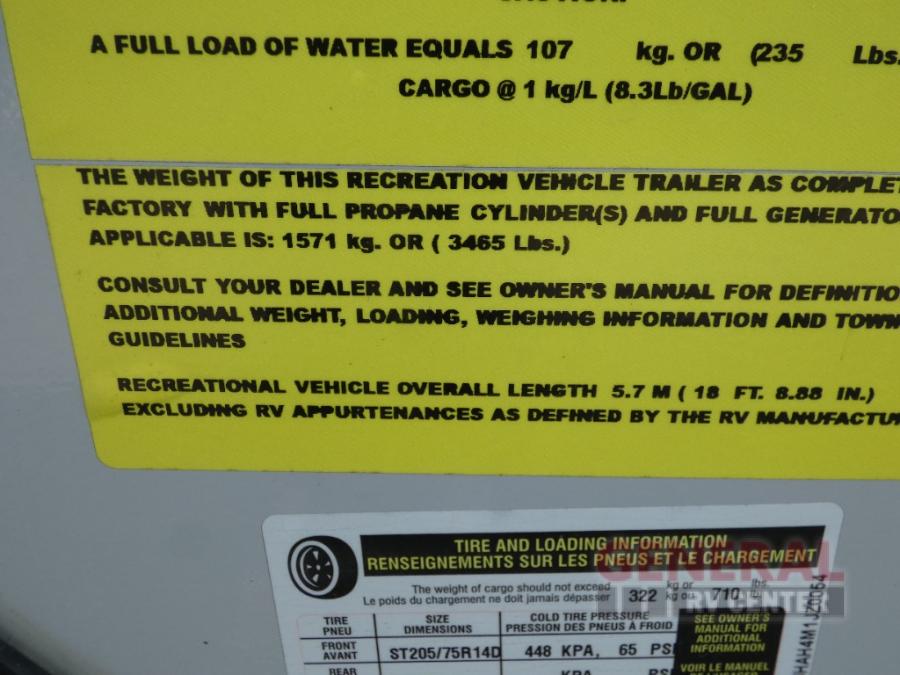 A FULL LOAD OF WATER EQUALS 107 kg. OR (235 Lbs.
CARGO @ 1 kg/L (8.3Lb/GAL)
THE WEIGHT OF THIS RECREATION VEHICLE TRAILER AS COMPLET
FACTORY WITH FULL PROPANE CYLINDER(S) AND FULL GENERATO
APPLICABLE IS: 1571 kg. OR ( 3465 Lbs.)
CONSULT YOUR DEALER AND SEE OWNER'S MANUAL FOR DEFINITIO
ADDITIONAL WEIGHT, LOADING, WEIGHING INFORMATION AND TOWN
GUIDELINES
RECREATIONAL VEHICLE OVERALL LENGTH 5.7 M ( 18 FT. 8.88 IN.)
EXCLUDING RV APPURTENANCES AS DEFINED BY THE RV MANUFACTU
TIRE AND LOADING INFORMATION
RENSEIGNEMENTS SUR LES PNEUS ET LE CHARGEMENT
The weight of cargo should not exceed 322 kg or 710 lbs.
Le poids du chargement ne doit jamais dépasser kg ou
TIRE SIZE COLD TIRE PRESSURE
PNEU DIMENSIONS PRESSION DES PNEUS À FROID
FRONT
AVANT ST205/75R14D 448 KPA, 65 PSI
REAR KPA
SEE OWNER'S
MANUAL FOR
ADDITIONAL
INFORMATION
VOIR LE MANUEL
GENERAL
RV CENTER